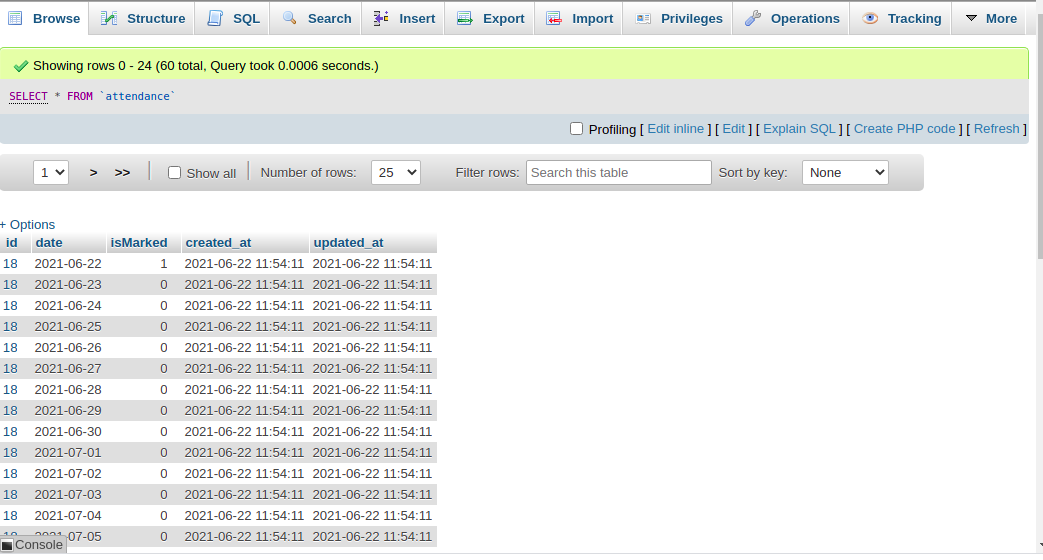 Browse Structure SQL Search Insert Export Import Privileges Operations Tracking More
Showing rows 0 - 24 (60 total, Query took 0.0006 seconds.)
SELECT * FROM `attendance`
Profiling [ Edit inline ] [ Edit ] [ Explain SQL ] [ Create PHP code ] [ Refresh ]
1 > >> Show all Number of rows: 25 Filter rows: Search this table Sort by key: None
+ Options
id date isMarked created_at updated_at
18 2021-06-22 1 2021-06-22 11:54:11 2021-06-22 11:54:11
18 2021-06-23 0 2021-06-22 11:54:11 2021-06-22 11:54:11
18 2021-06-24 0 2021-06-22 11:54:11 2021-06-22 11:54:11
18 2021-06-25 0 2021-06-22 11:54:11 2021-06-22 11:54:11
18 2021-06-26 0 2021-06-22 11:54:11 2021-06-22 11:54:11
18 2021-06-27 0 2021-06-22 11:54:11 2021-06-22 11:54:11
18 2021-06-28 0 2021-06-22 11:54:11 2021-06-22 11:54:11
18 2021-06-29 0 2021-06-22 11:54:11 2021-06-22 11:54:11
18 2021-06-30 0 2021-06-22 11:54:11 2021-06-22 11:54:11
18 2021-07-01 0 2021-06-22 11:54:11 2021-06-22 11:54:11
18 2021-07-02 0 2021-06-22 11:54:11 2021-06-22 11:54:11
18 2021-07-03 0 2021-06-22 11:54:11 2021-06-22 11:54:11
18 2021-07-04 0 2021-06-22 11:54:11 2021-06-22 11:54:11
18 2021-07-05 0 2021-06-22 11:54:11 2021-06-22 11:54:11
Console